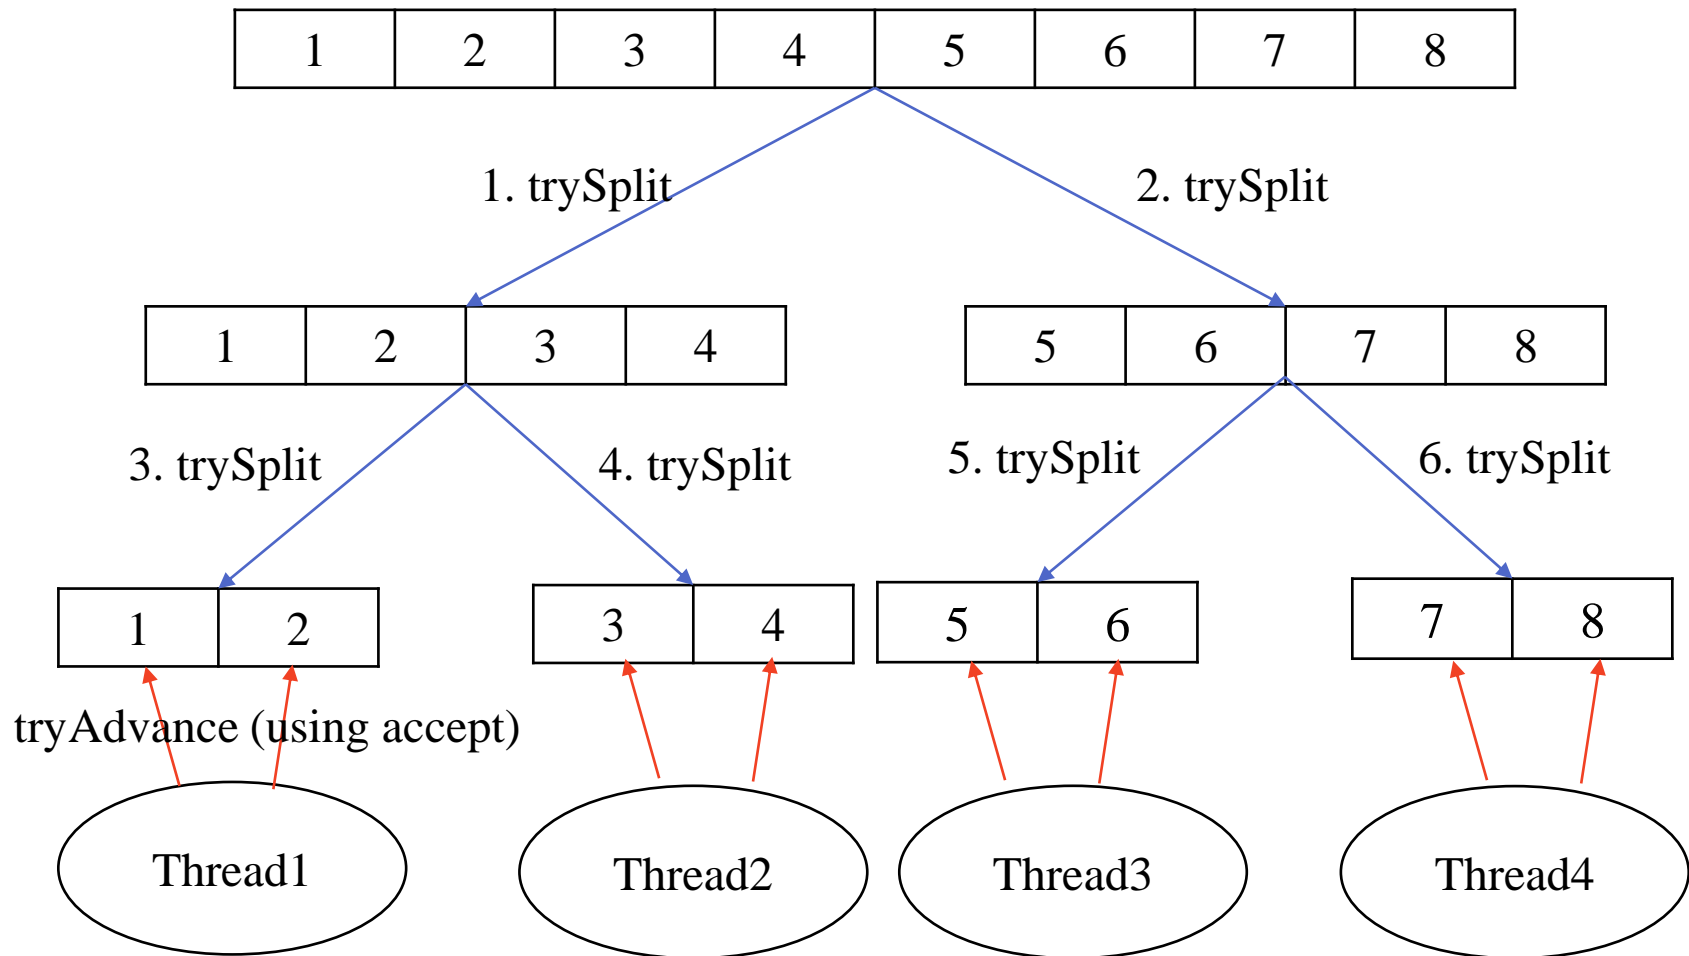 1 2 3 4 5 6 7 8
1. trySplit
2. trySplit
1 2 3 4
5 6 7 8
3. trySplit
4. trySplit
5. trySplit
6. trySplit
1 2
3 4
5 6
7 8
tryAdvance (using accept)
Thread1
Thread2
Thread3
Thread4